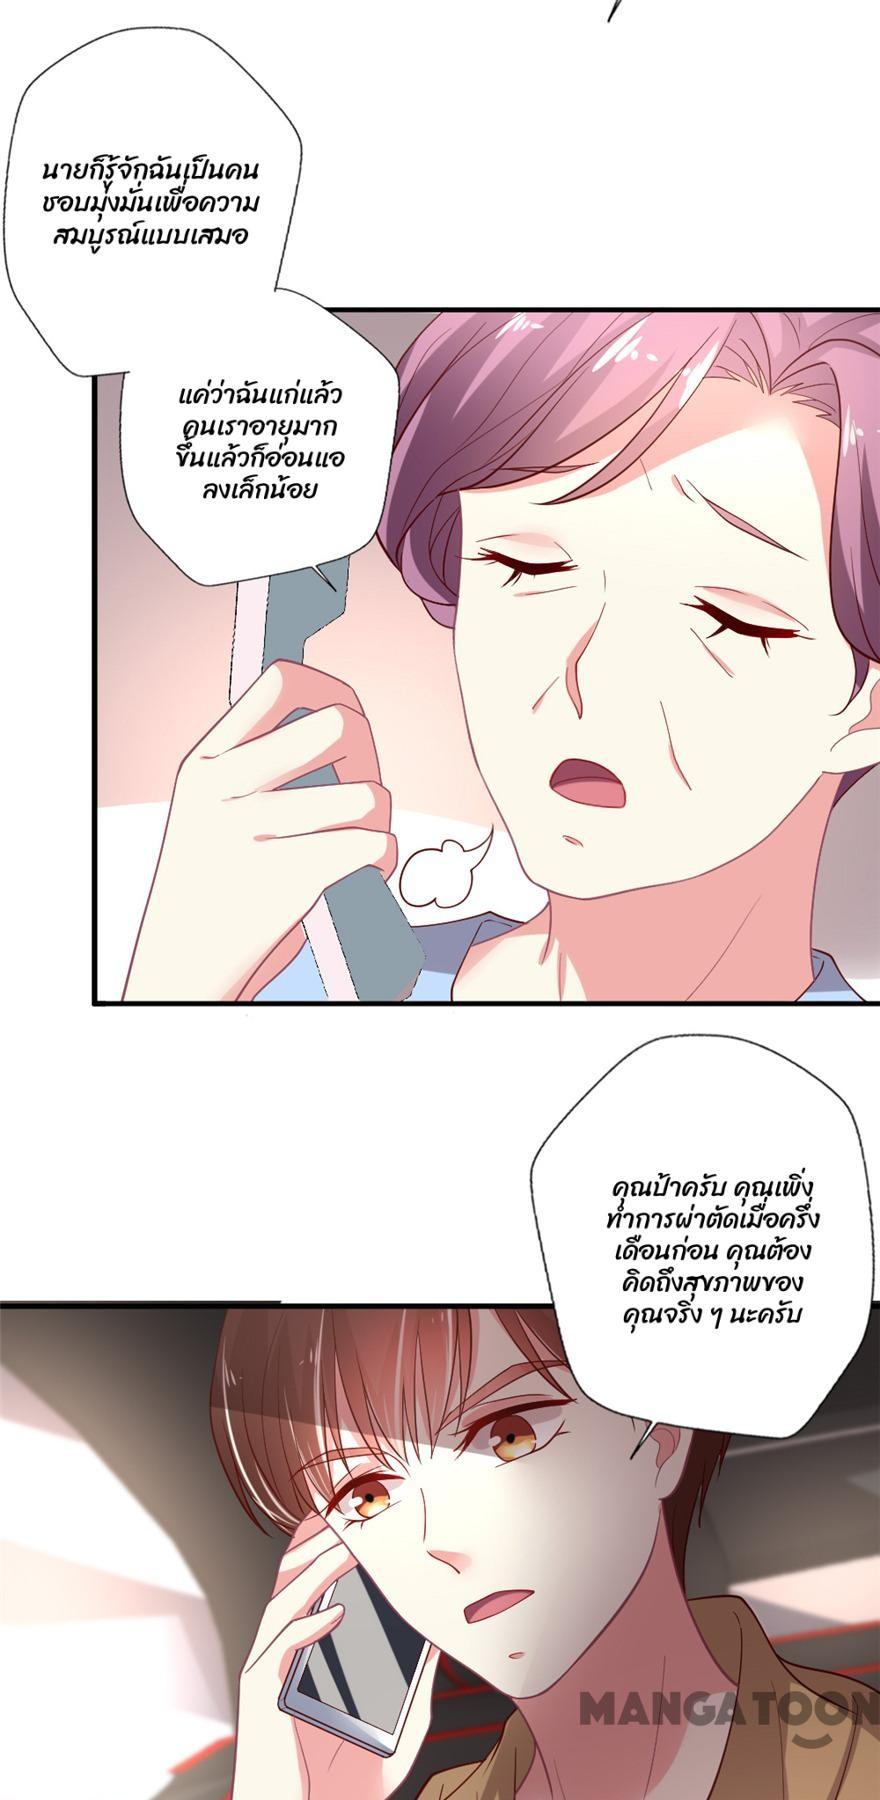 นายก็รู้จักฉันเป็นคน
ชอบมุ่งมั่นเพื่อความ
สมบูรณ์แบบเสมอ
แค่ว่าฉันแก่แล้ว
คนเราอายุมาก
ขึ้นแล้วก็อ่อนแอ
ลงเล็กน้อย
คุณป้าครับ คุณเพิ่ง
ทำการผ่าตัดเมื่อครึ่ง
เดือนก่อน คุณต้อง
คิดถึงสุขภาพของ
คุณจริง ๆ นะครับ
MANGATOON